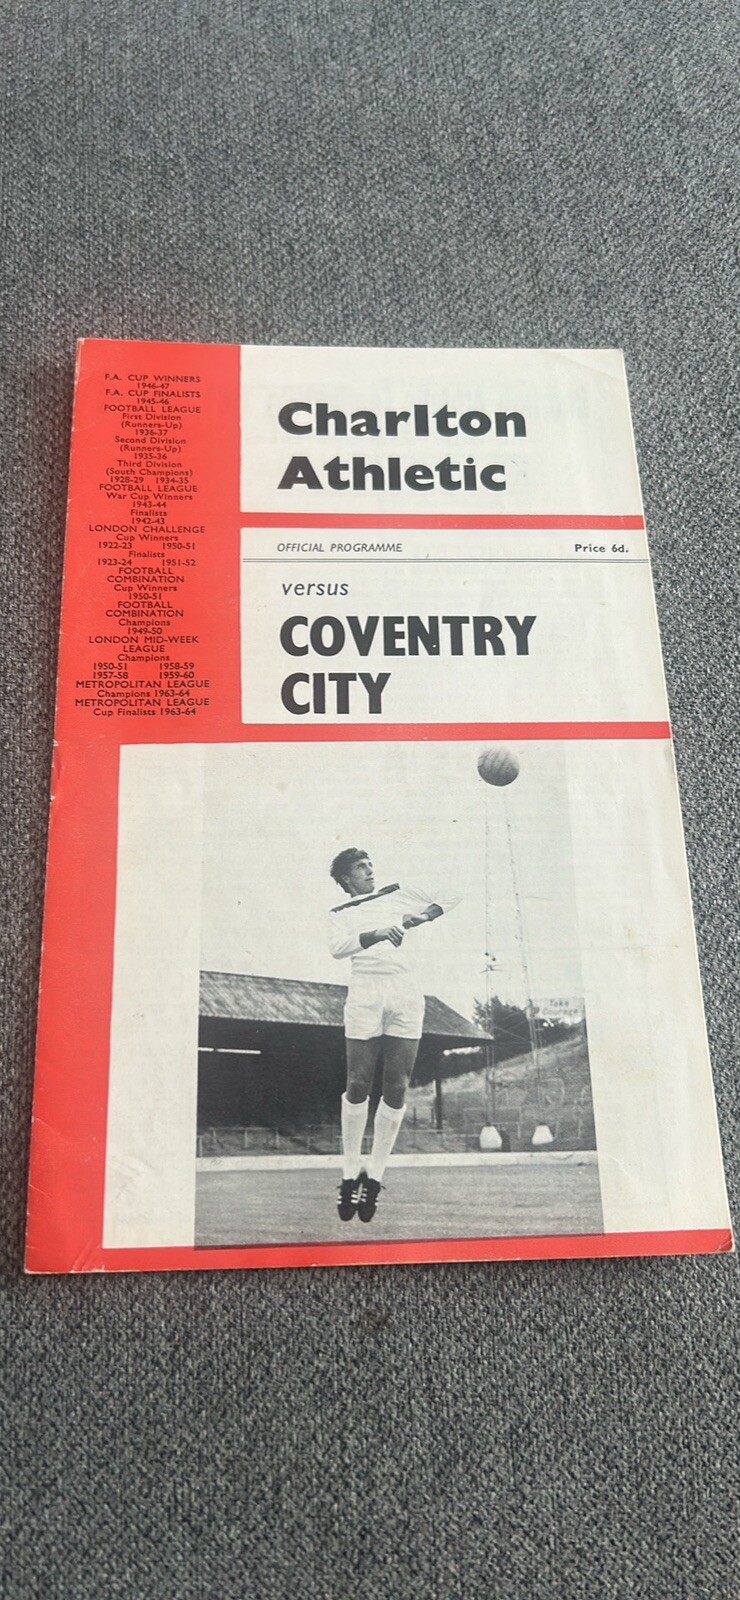 F.A. CUP WINNERS
1946-47
F.A. CUP FINALISTS
1945-46
FOOTBALL LEAGUE
First Division
(Runners-Up)
1936-37
Second Division
(Runners-Up)
1935-36
Third Division
(South Champions)
1928-29 1934-35
FOOTBALL LEAGUE
War Cup Winners
1943-44
Finalists
1942-43
LONDON CHALLENGE
Cup Winners
1922-23 1950-51
Finalists
1923-24 1951-52
FOOTBALL
COMBINATION
Cup Winners
1950-51
FOOTBALL
COMBINATION
Champions
1949-50
LONDON MID-WEEK
LEAGUE
Champions
1950-51 1958-59
1957-58 1959-60
METROPOLITAN LEAGUE
Champions 1963-64
METROPOLITAN LEAGUE
Cup Finalists 1963-64
Charlton
Athletic
OFFICIAL PROGRAMME Price 6d.
versus
COVENTRY
CITY
Take
Courage